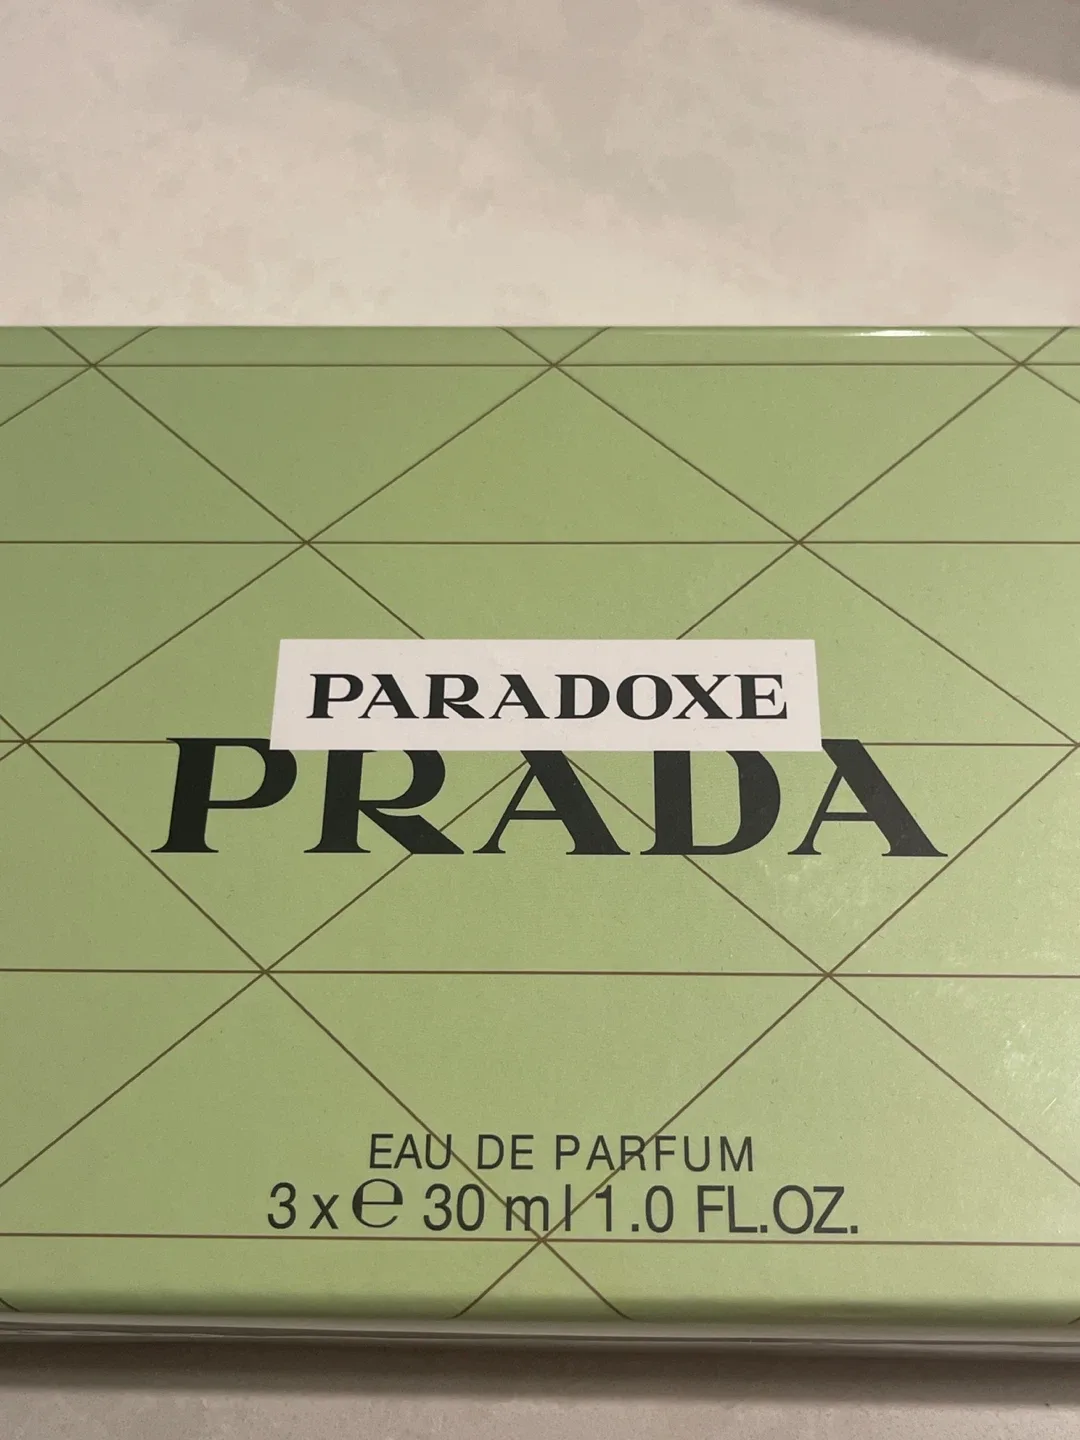 PARADOXE
PRADA
EAU DE PARFUM
3 x ℮ 30 ml 1.0 FL.OZ.